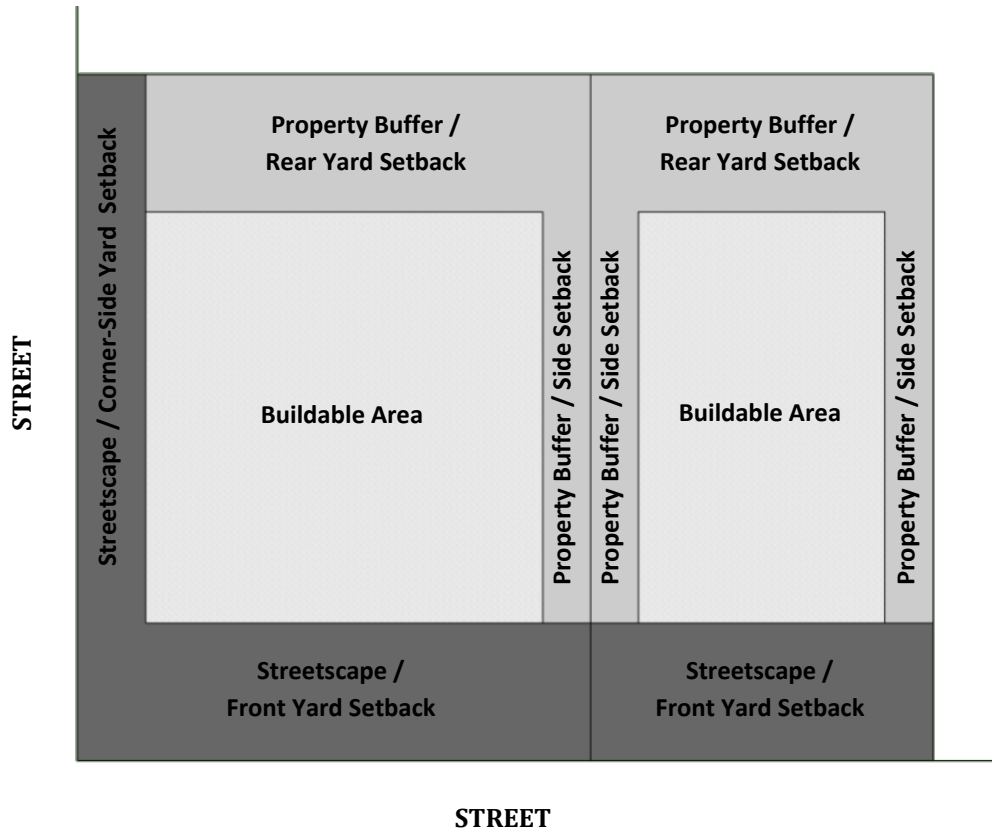 Property Buffer /
Rear Yard Setback
Property Buffer /
Rear Yard Setback
STREET
Streetscape / Corner-Side Yard Setback
Buildable Area
Property Buffer / Side Setback
Property Buffer / Side Setback
Buildable Area
Property Buffer / Side Setback
Streetscape /
Front Yard Setback
Streetscape /
Front Yard Setback
STREET